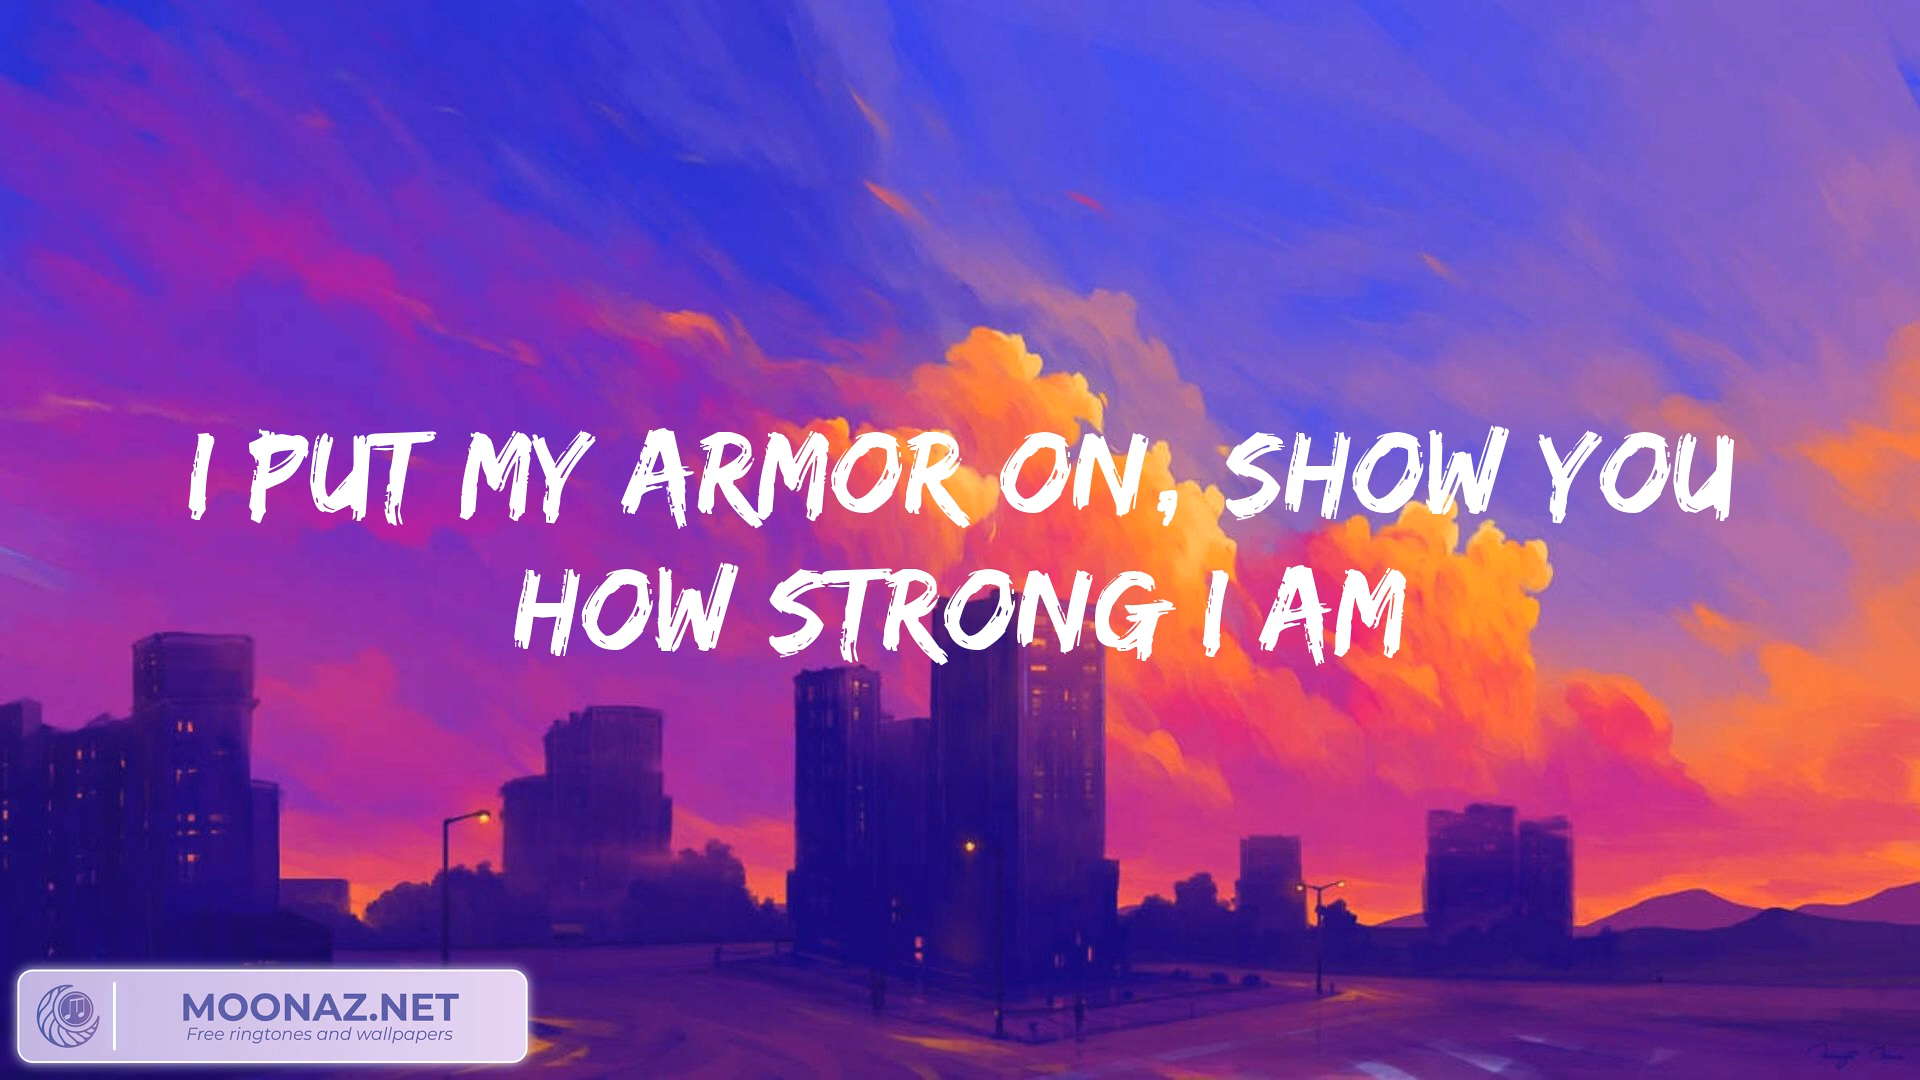 I PUT MY ARMOR ON, SHOW YOU
HOW STRONG I AM
MOONAZ.NET
Free ringtones and wallpapers